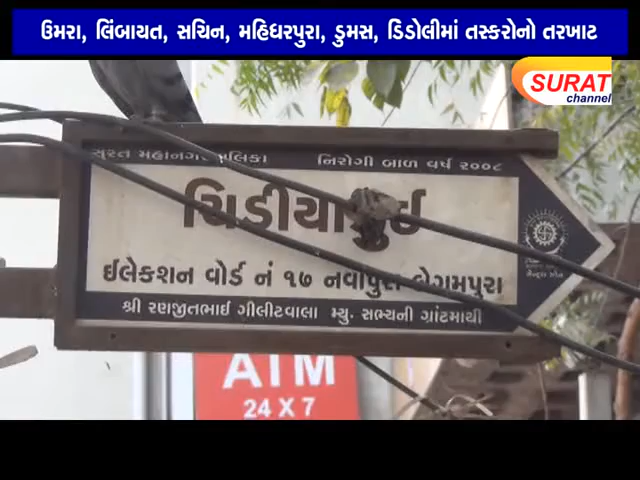 ઉમરા, લિંબાયત, સચિન, મહિધરપુરા, ડુમસ, ડિડોલીમાં તસ્કરોનો તરખાટ
SURAT
channel
સુરત મહાનગરપાલિકા નિરોગી બાળ વર્ષ ૨૦૦૮
ચિડીયાકુઈ
ઈલેકશન વોર્ડ નં ૧૭ નવાપુરા બેગમપુરા
શ્રી રણજીતભાઈ ગીલીટવાલા મ્યુ. સભ્યની ગ્રાંટમાથી
ATM
24 X 7